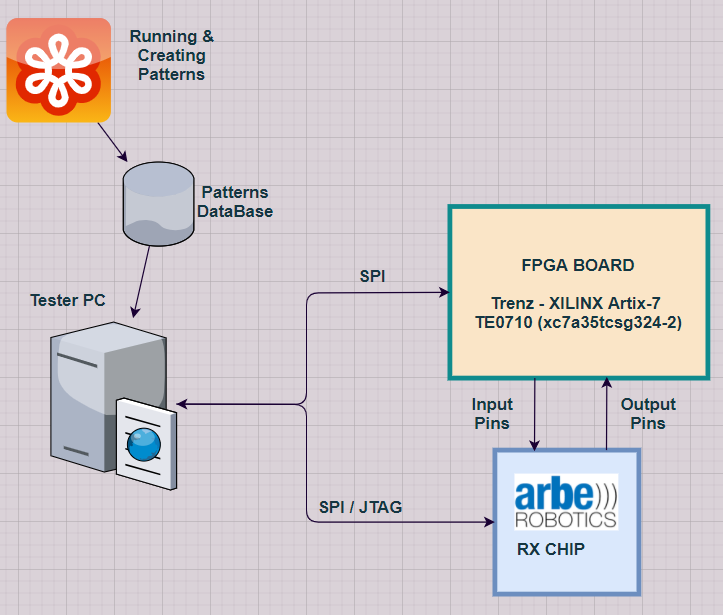 Running &
Creating
Patterns
Patterns
DataBase
Tester PC
SPI
FPGA BOARD
Trenz - XILINX Artix-7
TE0710 (xc7a35tcsg324-2)
Input
Pins
Output
Pins
SPI / JTAG
arbe)))
ROBOTICS
RX CHIP